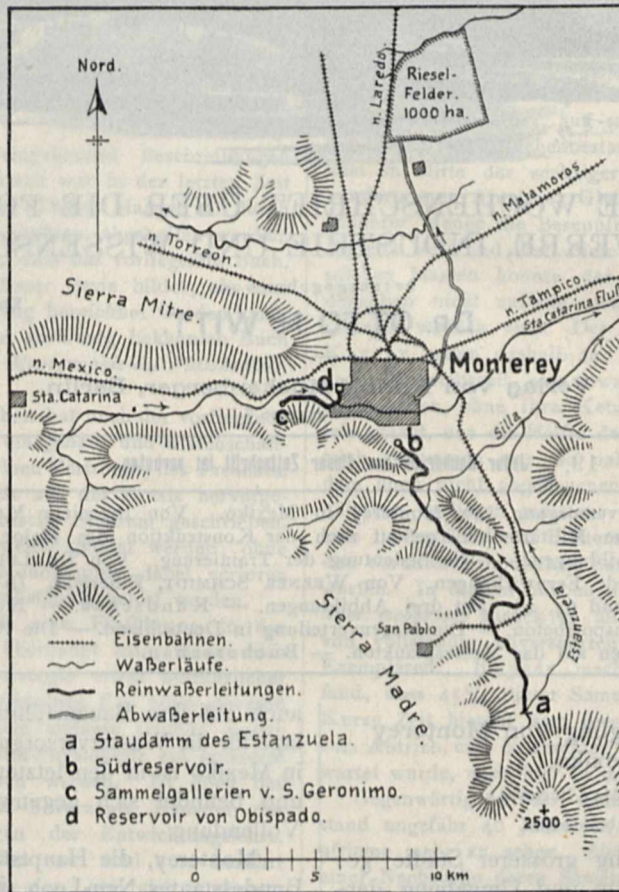 Nord.
n. Laredo.
Riesel-
Felder.
1000 ha.
n. Matamoros.
n. Torreon.
Sierra Mitre
n. Tampico.
Sta. Catarina Fluß
n. Mexico.
Monterey
Sta. Catarina
d
c
b
Silla
Sierra Madre
San Pablo
Estanzuela
a
2500
Eisenbahnen.
Waßerläufe.
Reinwaßerleitungen.
Abwaßerleitung.
a Staudamm des Estanzuela.
b Südreservoir.
c Sammelgallerien v. S. Geronimo.
d Reservoir von Obispado.
0 5 10 km